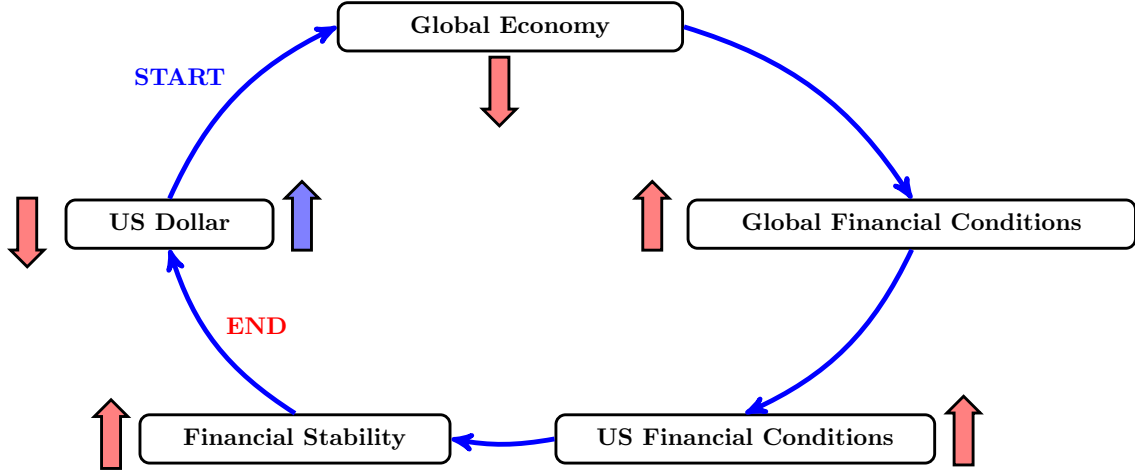 Global Economy
START
US Dollar
Global Financial Conditions
END
Financial Stability
US Financial Conditions